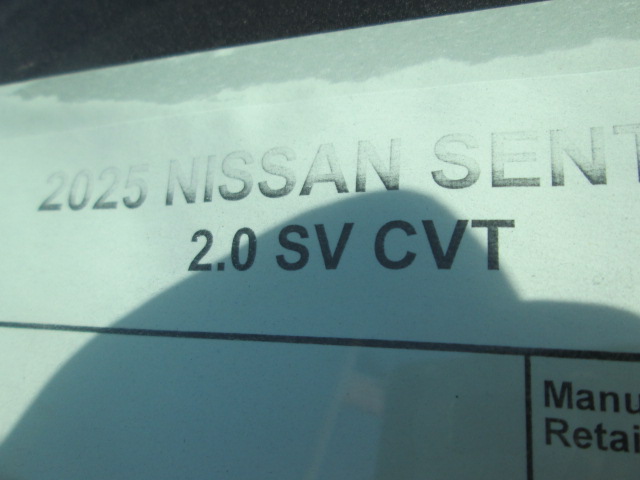 2025 NISSAN SENT
2.0 SV CVT
Manu
Retai